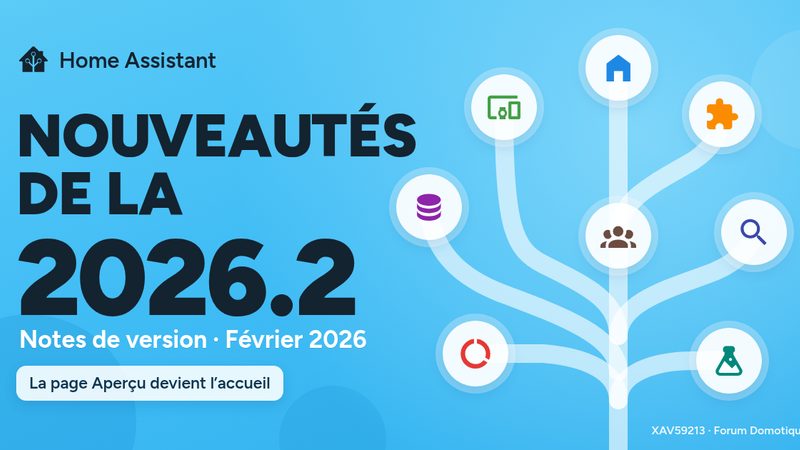 Home Assistant
NOUVEAUTÉS
DE LA
2026.2
Notes de version · Février 2026
La page Aperçu devient l’accueil
XAV59213 · Forum Domotiqu